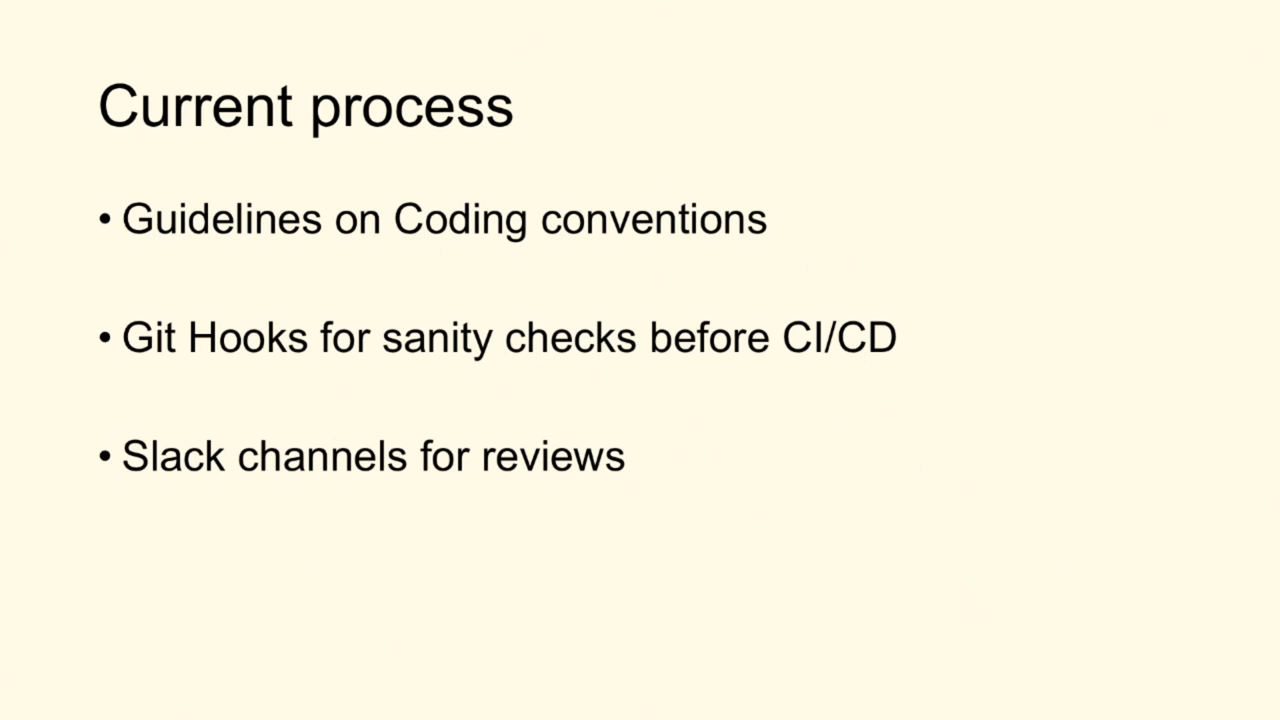 Current process
• Guidelines on Coding conventions
• Git Hooks for sanity checks before CI/CD
• Slack channels for reviews